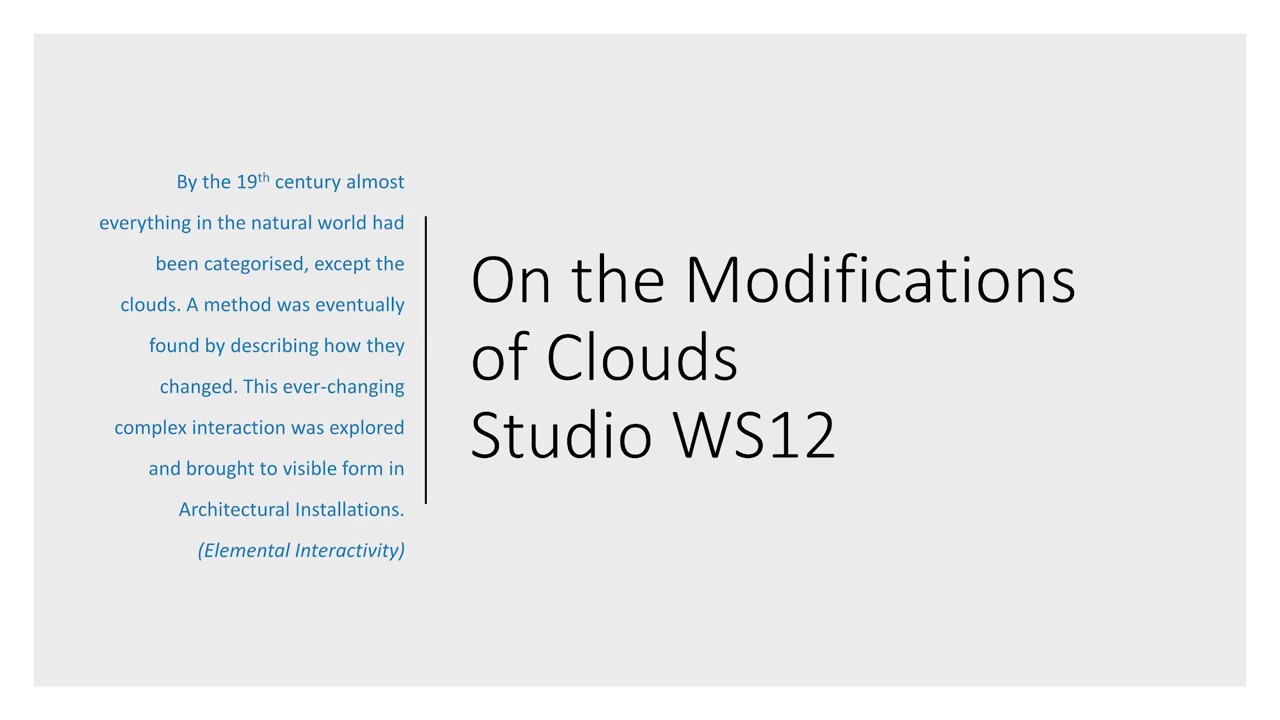 By the 19th century almost
everything in the natural world had
been categorised, except the
clouds. A method was eventually
found by describing how they
changed. This ever-changing
complex interaction was explored
and brought to visible form in
Architectural Installations.
(Elemental Interactivity)
On the Modifications
of Clouds
Studio WS12